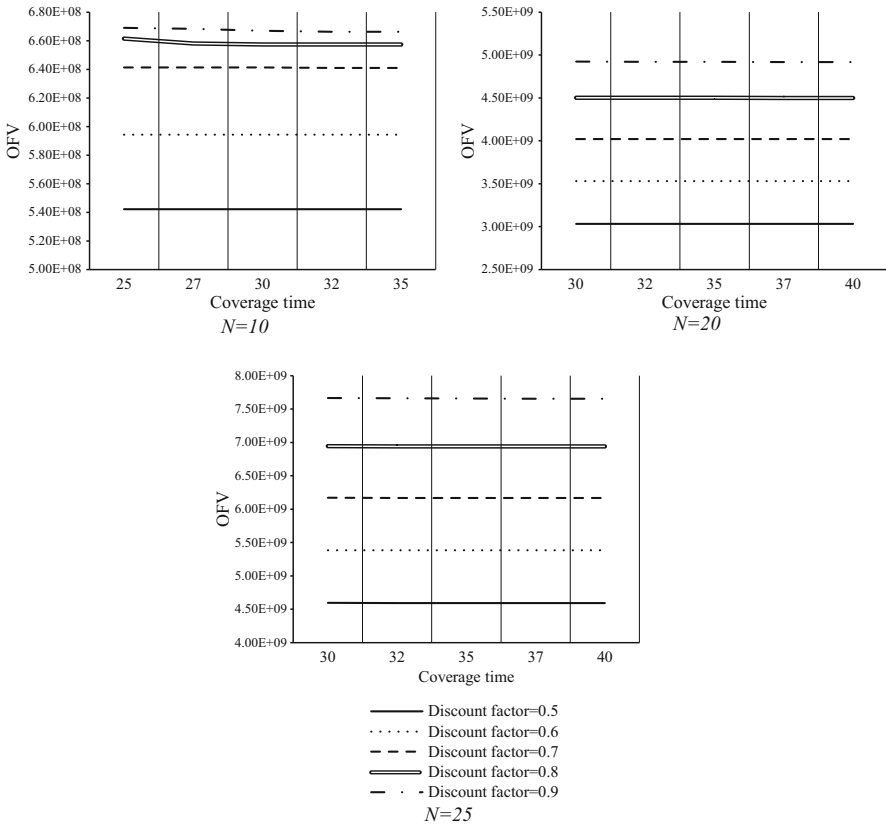 6.80E+08
6.60E+08
6.40E+08
6.20E+08
6.00E+08
5.80E+08
5.60E+08
5.40E+08
5.20E+08
5.00E+08
OFV
25 27 30 32 35
Coverage time
N=10
5.50E+09
5.00E+09
4.50E+09
4.00E+09
3.50E+09
3.00E+09
2.50E+09
OFV
30 32 35 37 40
Coverage time
N=20
8.00E+09
7.50E+09
7.00E+09
6.50E+09
6.00E+09
5.50E+09
5.00E+09
4.50E+09
4.00E+09
OFV
30 32 35 37 40
Coverage time
Discount factor=0.5
Discount factor=0.6
Discount factor=0.7
Discount factor=0.8
Discount factor=0.9
N=25